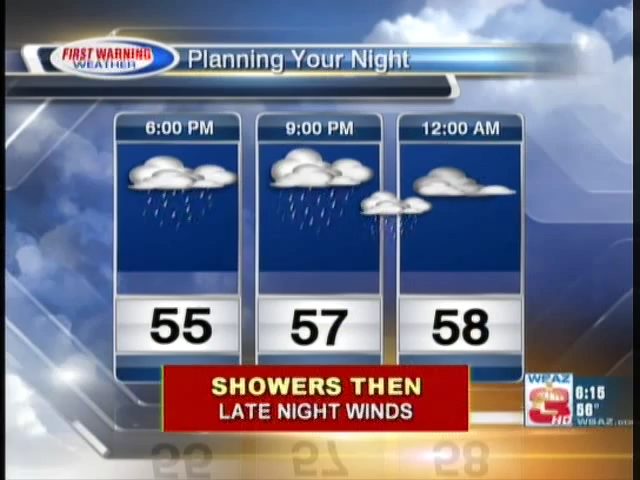 FIRST WARNING
WEATHER
Planning Your Night
6:00 PM
9:00 PM
12:00 AM
55
57
58
SHOWERS THEN
LATE NIGHT WINDS
WSAZ
3
HD
6:15
56°